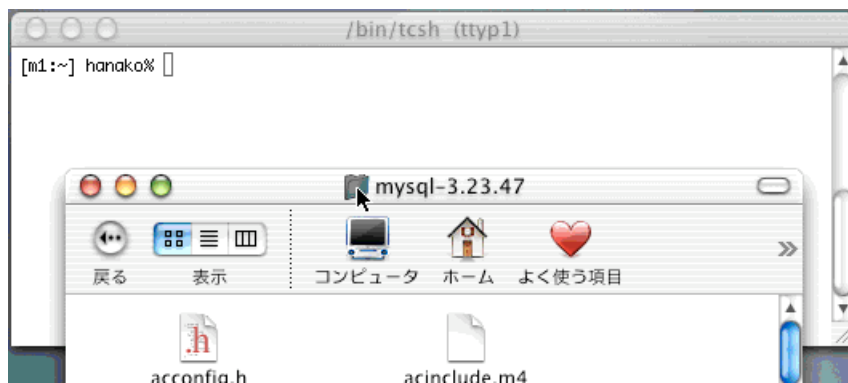 /bin/tcsh (ttyp1)
[m1:~] hanako%
mysql-3.23.47
戻る 表示 コンピュータ ホーム よく使う項目
.h
acconfig.h acinclude.m4